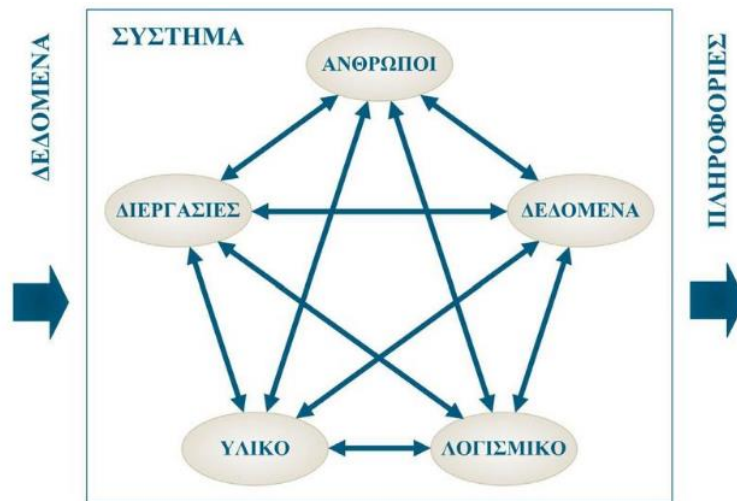 ΔΕΔΟΜΕΝΑ
ΣΥΣΤΗΜΑ
ΑΝΘΡΩΠΟΙ
ΔΙΕΡΓΑΣΙΕΣ
ΔΕΔΟΜΕΝΑ
ΥΛΙΚΟ
ΛΟΓΙΣΜΙΚΟ
ΠΛΗΡΟΦΟΡΙΕΣ